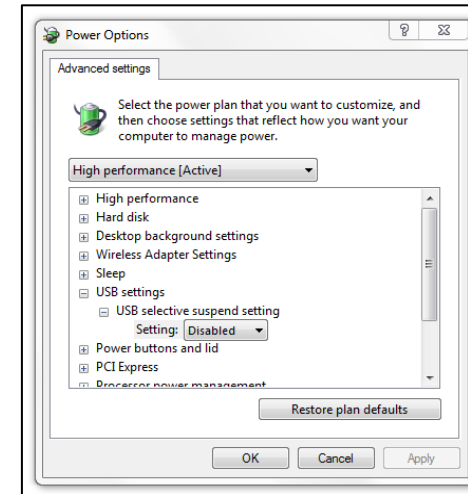 Power Options
Advanced settings
Select the power plan that you want to customize, and
then choose settings that reflect how you want your
computer to manage power.
High performance [Active]
High performance
Hard disk
Desktop background settings
Wireless Adapter Settings
Sleep
USB settings
USB selective suspend setting
Setting: Disabled
Power buttons and lid
PCI Express
Processor power management
Restore plan defaults
OK Cancel Apply